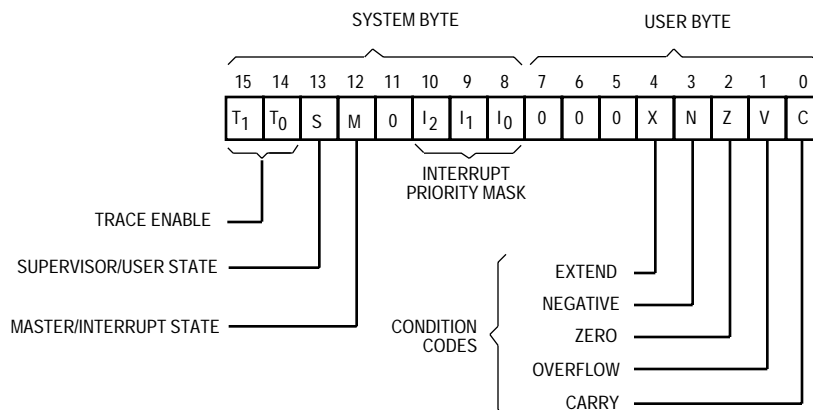 SYSTEM BYTE USER BYTE
15 14 13 12 11 10 9 8 7 6 5 4 3 2 1 0
T1 T0 S M 0 I2 I1 I0 0 0 0 X N Z V C
INTERRUPT
PRIORITY MASK
TRACE ENABLE
SUPERVISOR/USER STATE
MASTER/INTERRUPT STATE
CONDITION
CODES
EXTEND
NEGATIVE
ZERO
OVERFLOW
CARRY